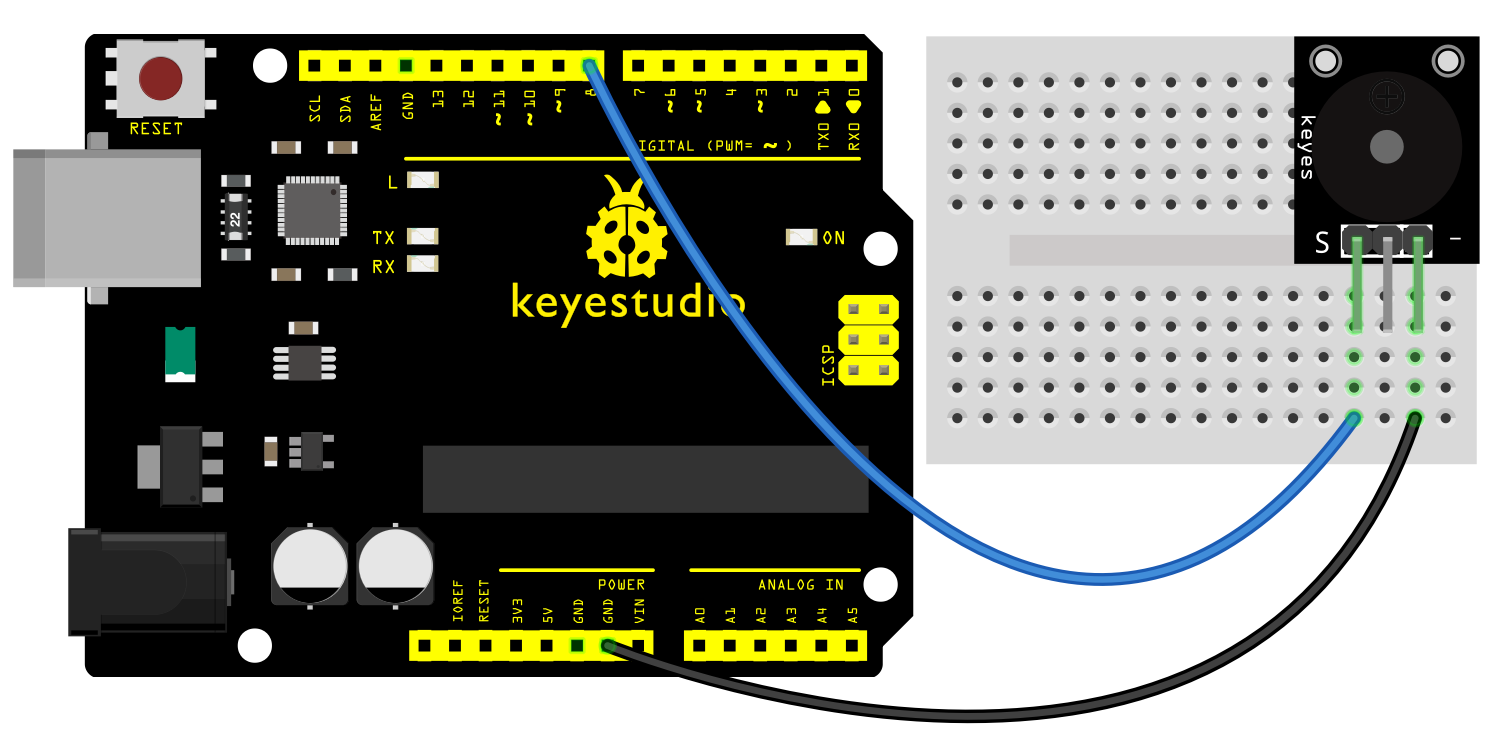 RESET
SCL
SDA
AREF
GND
13
12
~11
~10
~9
8
7
~6
~5
4
~3
2
TX0 1
RX0 0
IGITAL (PWM= ~ )
L
TX
RX
22
ON
keyestudio
ICSP
keyes
S -
POWER
ANALOG IN
IOREF
RESET
3V3
5V
GND
GND
VIN
A0
A1
A2
A3
A4
A5